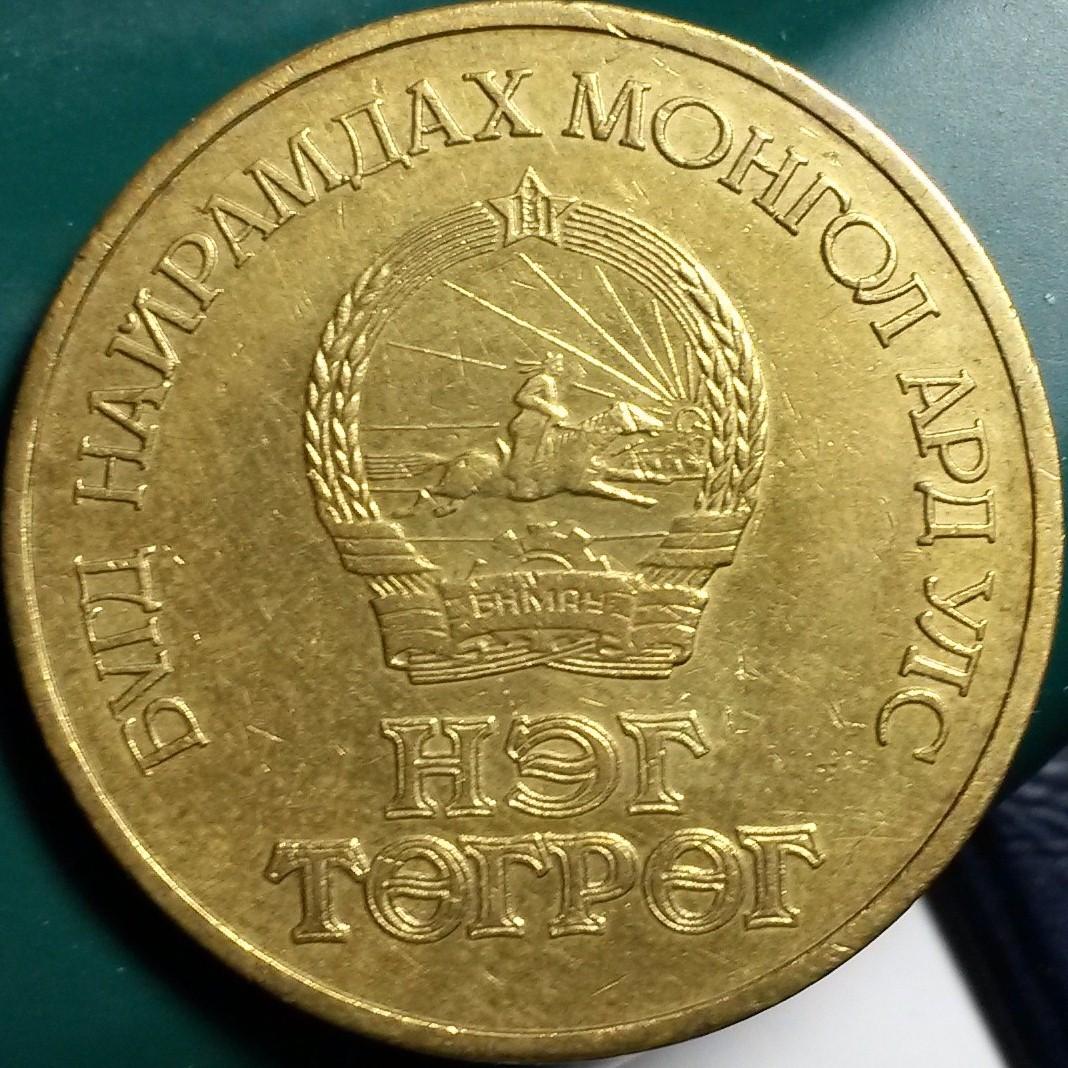 БҮГД НАЙРАМДАХ МОНГОЛ АРД УЛС
БНМАУ
НЭГ
ТӨГРӨГ